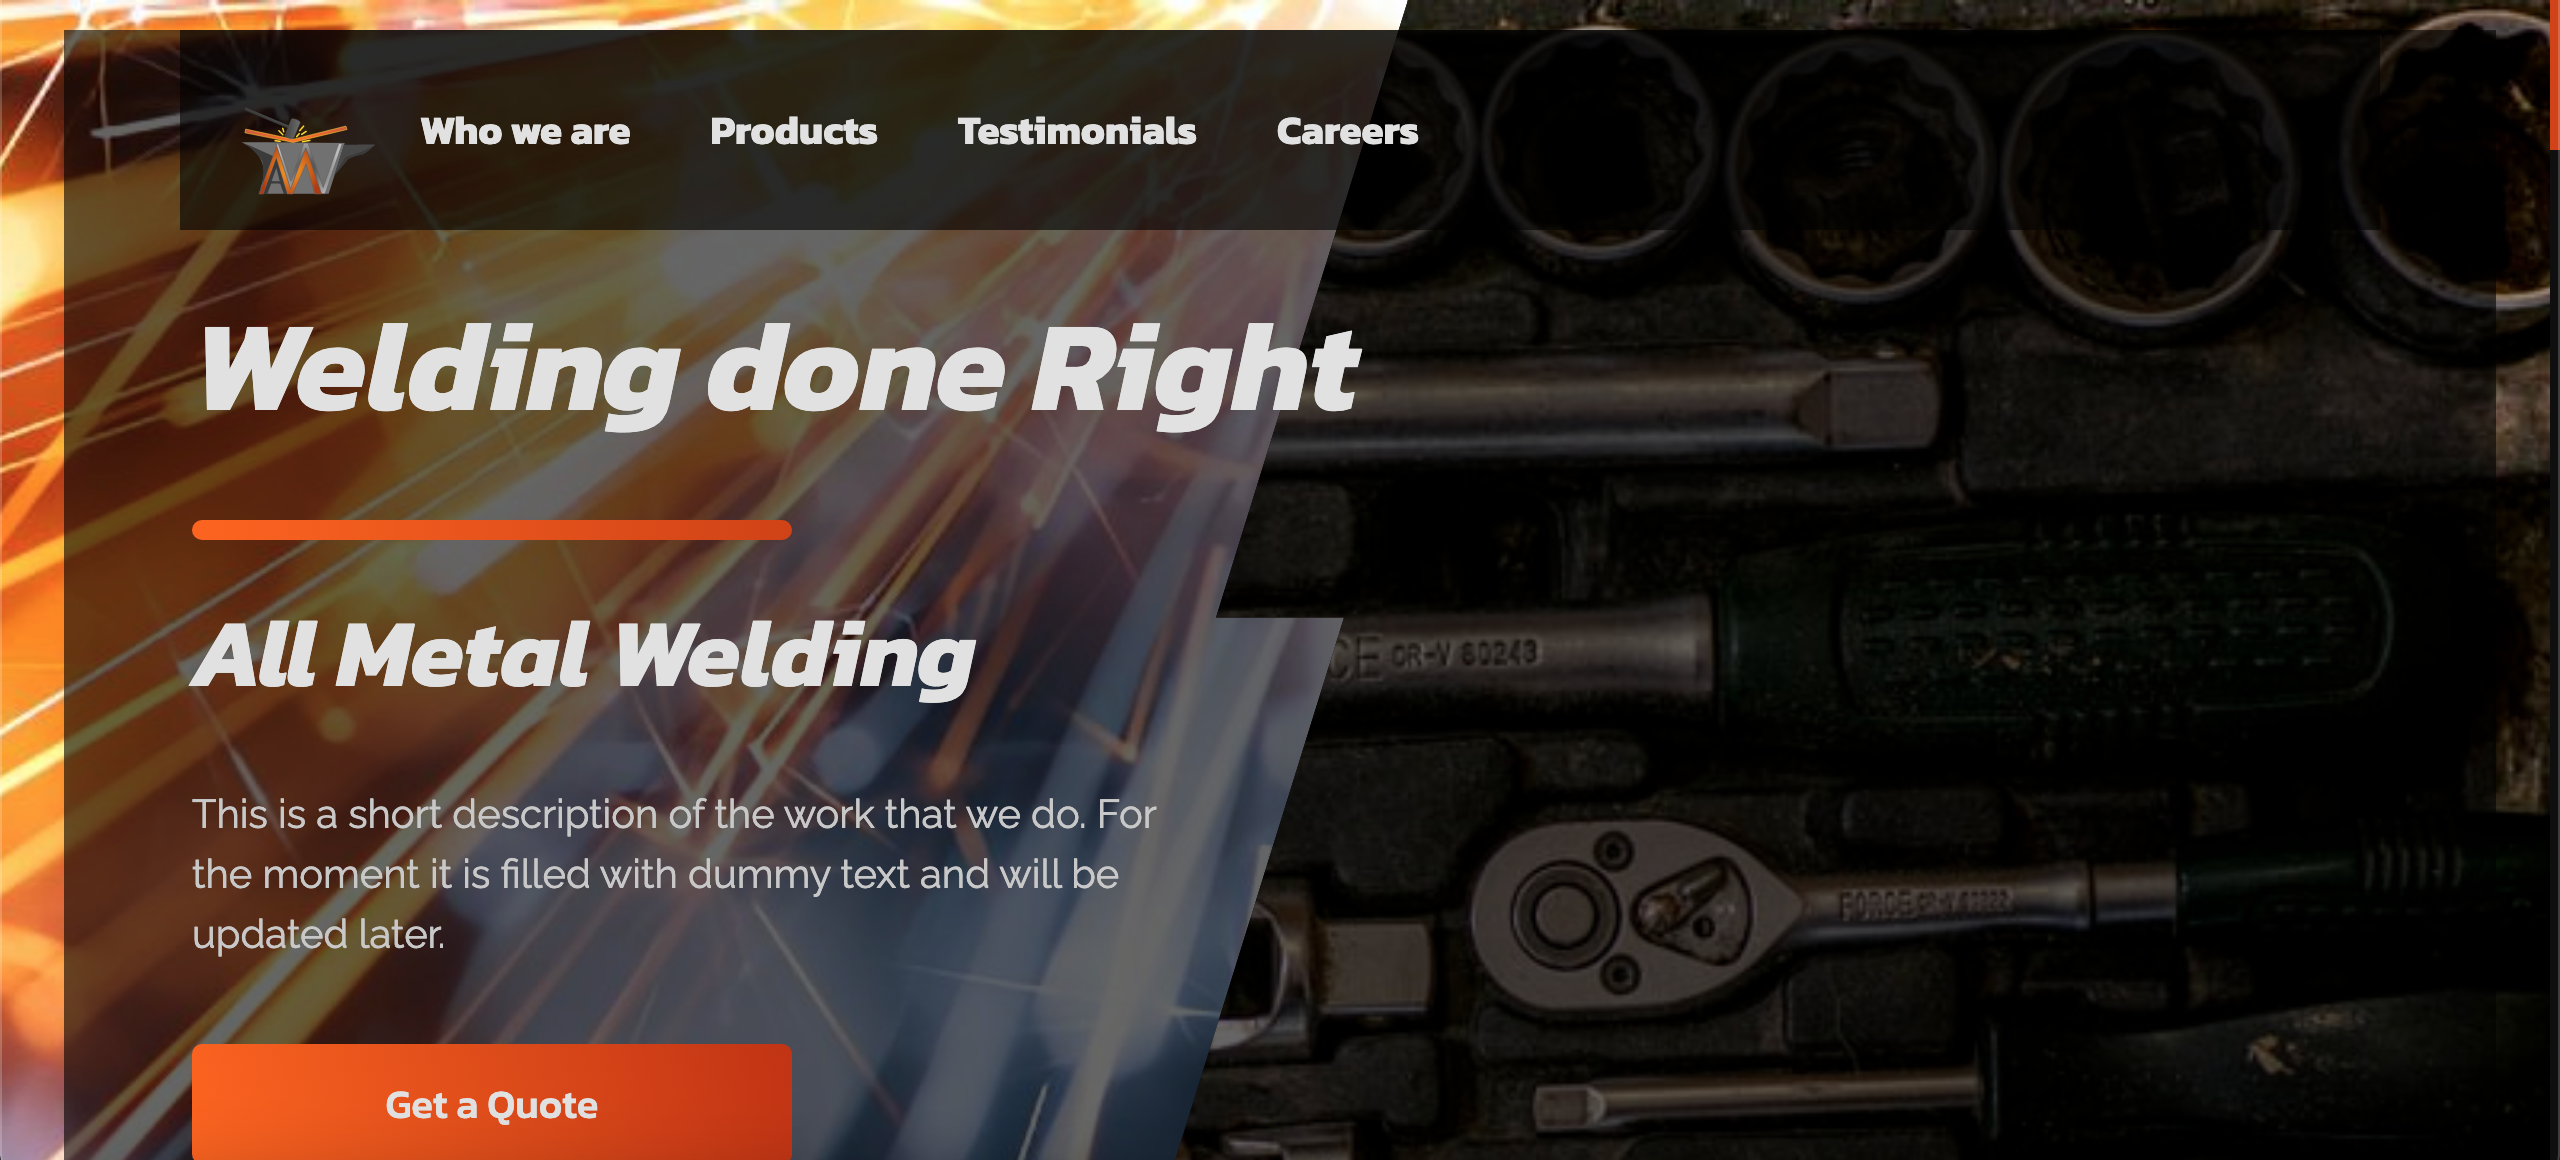 Who we are Products Testimonials Careers
Welding done Right
All Metal Welding
CE CR-V 80243
This is a short description of the work that we do. For
the moment it is filled with dummy text and will be
updated later.
FORCE
Get a Quote